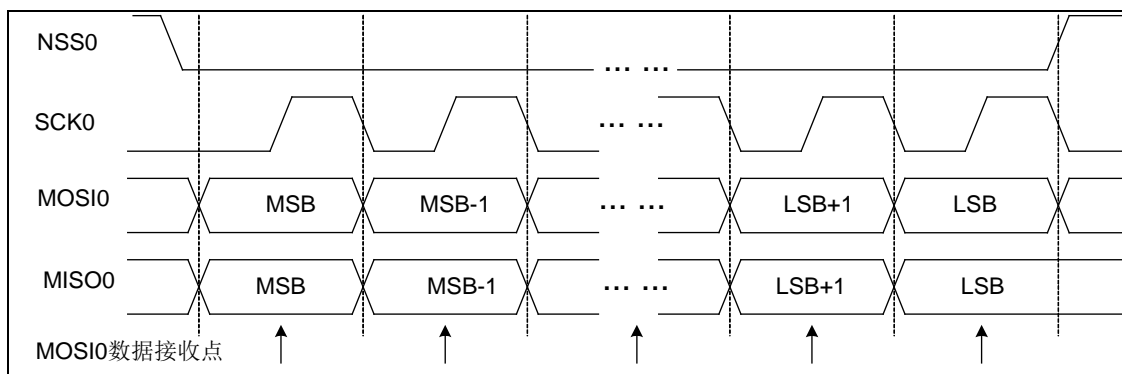 NSS0
... ...
SCK0
... ...
MOSI0 MSB MSB-1 ... ... LSB+1 LSB
MISO0 MSB MSB-1 ... ... LSB+1 LSB
MOSI0数据接收点